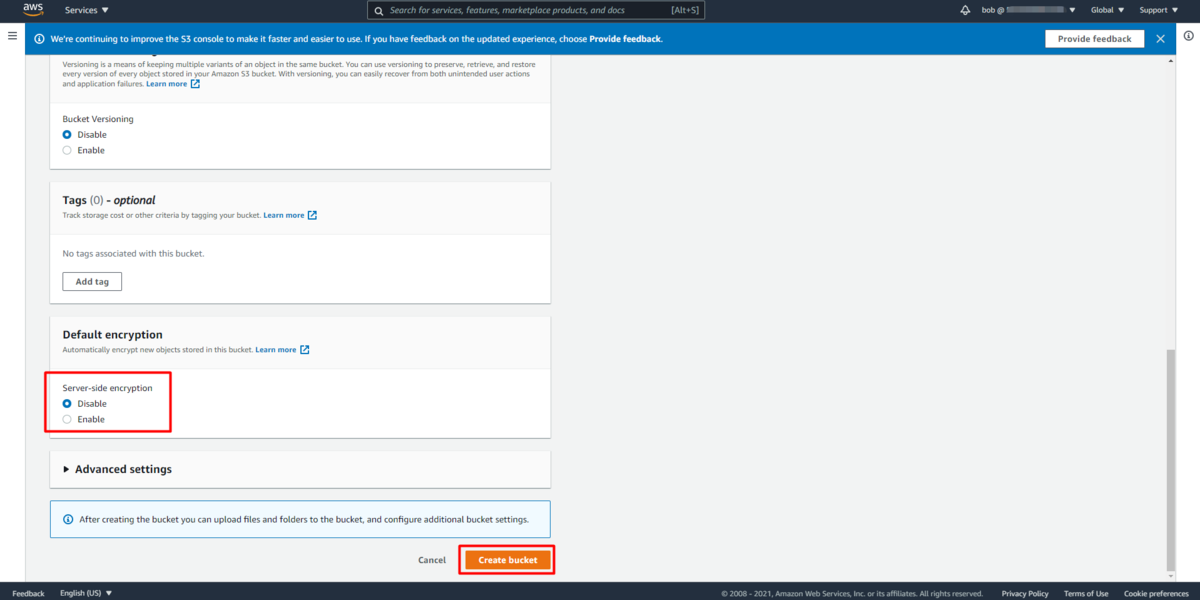 aws
Services
Search for services, features, marketplace products, and docs [Alt+S]
bob @
Global
Support
We're continuing to improve the S3 console to make it faster and easier to use. If you have feedback on the updated experience, choose Provide feedback.
Provide feedback
Versioning is a means of keeping multiple variants of an object in the same bucket. You can use versioning to preserve, retrieve, and restore
every version of every object stored in your Amazon S3 bucket. With versioning, you can easily recover from both unintended user actions
and application failures. Learn more
Bucket Versioning
Disable
Enable
Tags (0) - optional
Track storage cost or other criteria by tagging your bucket. Learn more
No tags associated with this bucket.
Add tag
Default encryption
Automatically encrypt new objects stored in this bucket. Learn more
Server-side encryption
Disable
Enable
Advanced settings
After creating the bucket you can upload files and folders to the bucket, and configure additional bucket settings.
Cancel
Create bucket
Feedback
English (US)
© 2008 - 2021, Amazon Web Services, Inc. or its affiliates. All rights reserved.
Privacy Policy
Terms of Use
Cookie preferences